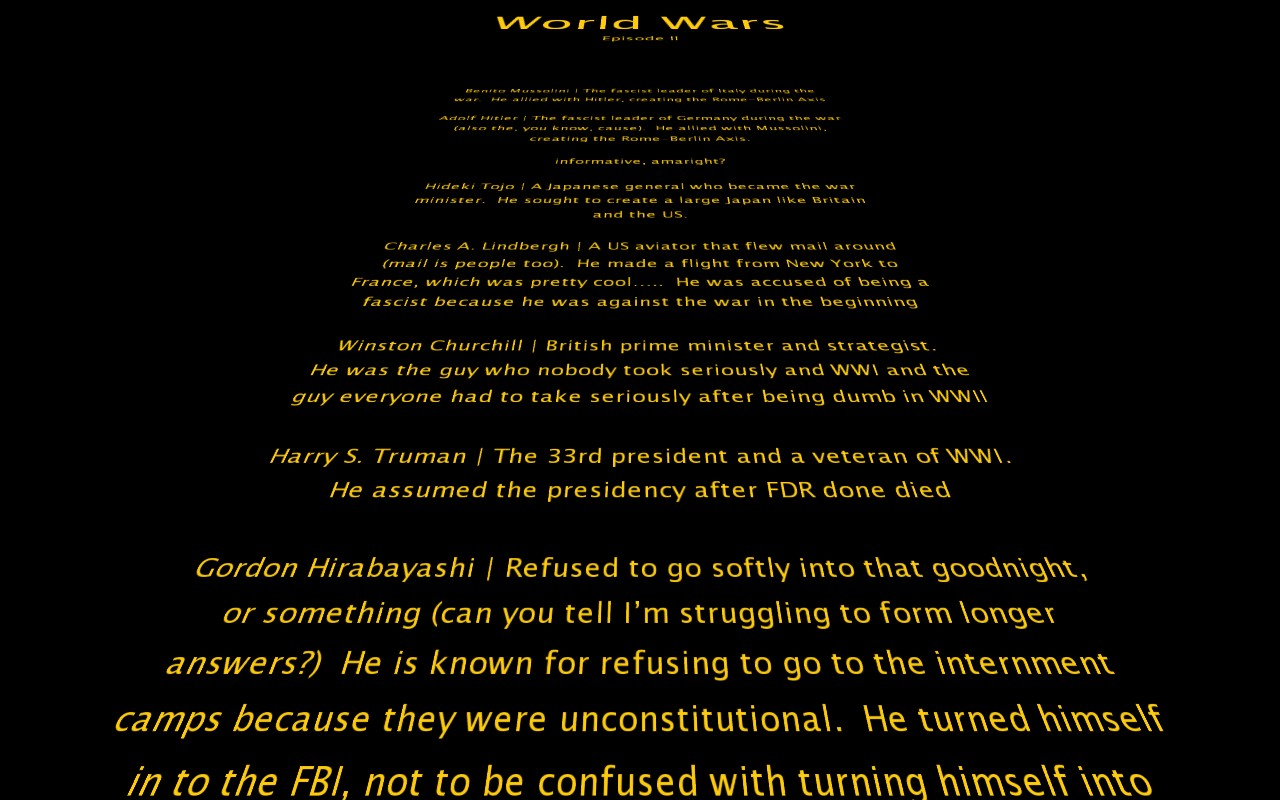 World Wars
Episode II
Benito Mussolini | The fascist leader of Italy during the
war.  He allied with Hitler, creating the Rome-Berlin Axis
Adolf Hitler | The fascist leader of Germany during the war
(also the, you know, cause).  He allied with Mussolini,
creating the Rome-Berlin Axis.
informative, amaright?
Hideki Tojo | A Japanese general who became the war
minister.  He sought to create a large Japan like Britain
and the US.
Charles A. Lindbergh | A US aviator that flew mail around
(mail is people too).  He made a flight from New York to
France, which was pretty cool.....  He was accused of being a
fascist because he was against the war in the beginning
Winston Churchill | British prime minister and strategist.
He was the guy who nobody took seriously and WWI and the
guy everyone had to take seriously after being dumb in WWII
Harry S. Truman | The 33rd president and a veteran of WWI.
He assumed the presidency after FDR done died
Gordon Hirabayashi | Refused to go softly into that goodnight,
or something (can you tell I’m struggling to form longer
answers?)  He is known for refusing to go to the internment
camps because they were unconstitutional.  He turned himself
in to the FBI, not to be confused with turning himself into